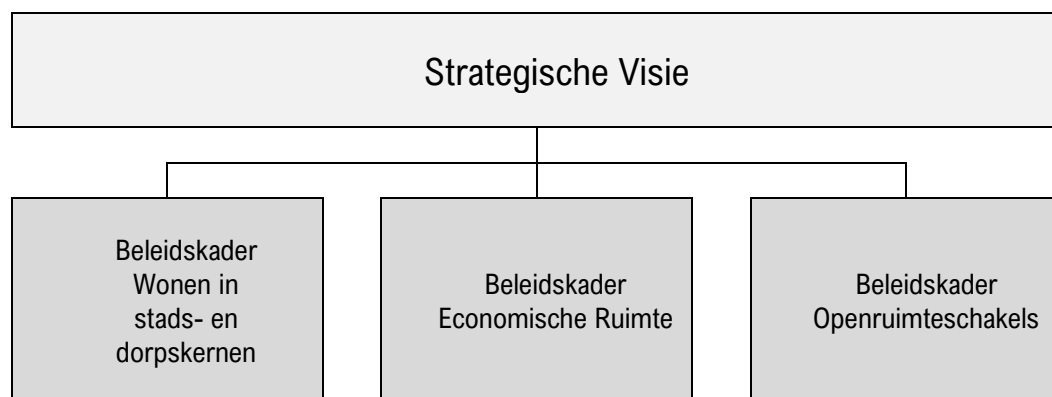 Strategische Visie
Beleidskader
Wonen in
stads- en
dorpskernen
Beleidskader
Economische Ruimte
Beleidskader
Openruimteschakels